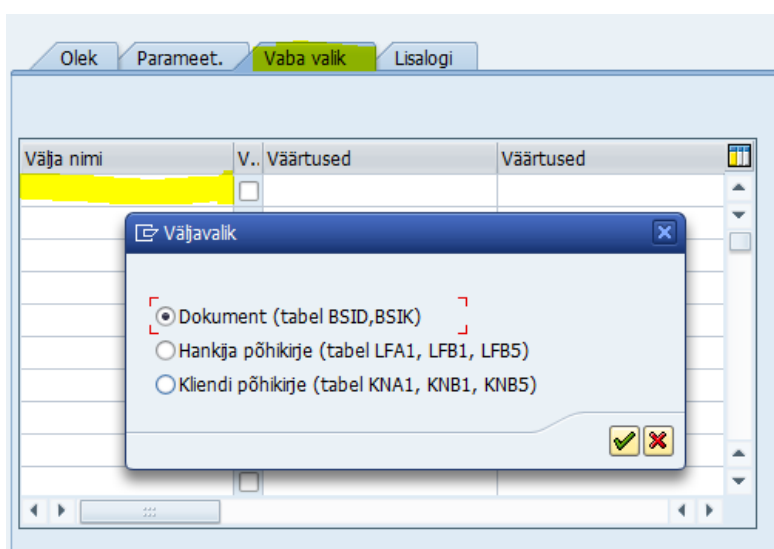 Olek Parameet. Vaba valik Lisalogi
Välja nimi V.. Väärtused Väärtused
Väljavalik
Dokument (tabel BSID,BSIK)
Hankija põhikirje (tabel LFA1, LFB1, LFB5)
Kliendi põhikirje (tabel KNA1, KNB1, KNB5)